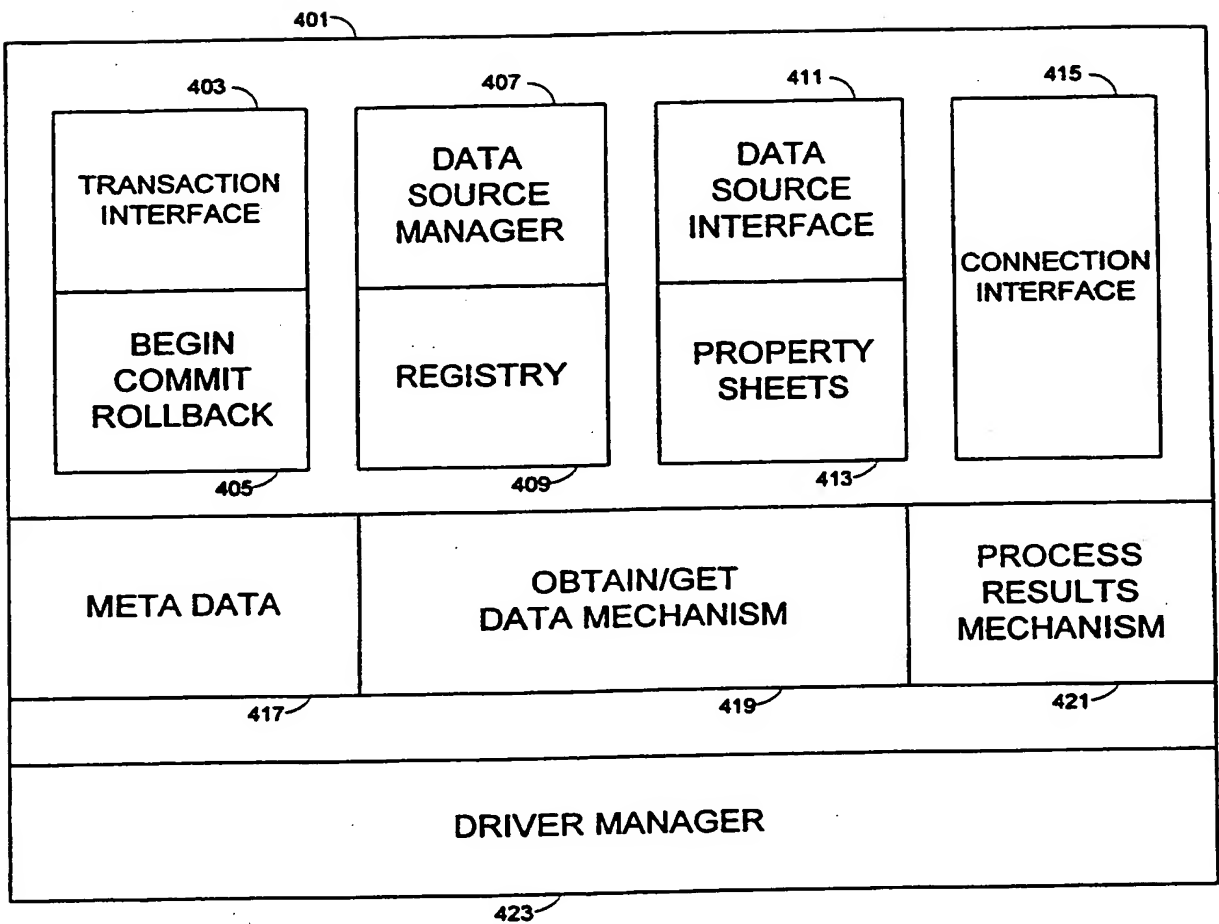 401
403
407
411
415
TRANSACTION
INTERFACE
DATA
SOURCE
MANAGER
DATA
SOURCE
INTERFACE
CONNECTION
INTERFACE
BEGIN
COMMIT
ROLLBACK
REGISTRY
PROPERTY
SHEETS
405
409
413
META DATA
OBTAIN/GET
DATA MECHANISM
PROCESS
RESULTS
MECHANISM
417
419
421
DRIVER MANAGER
423